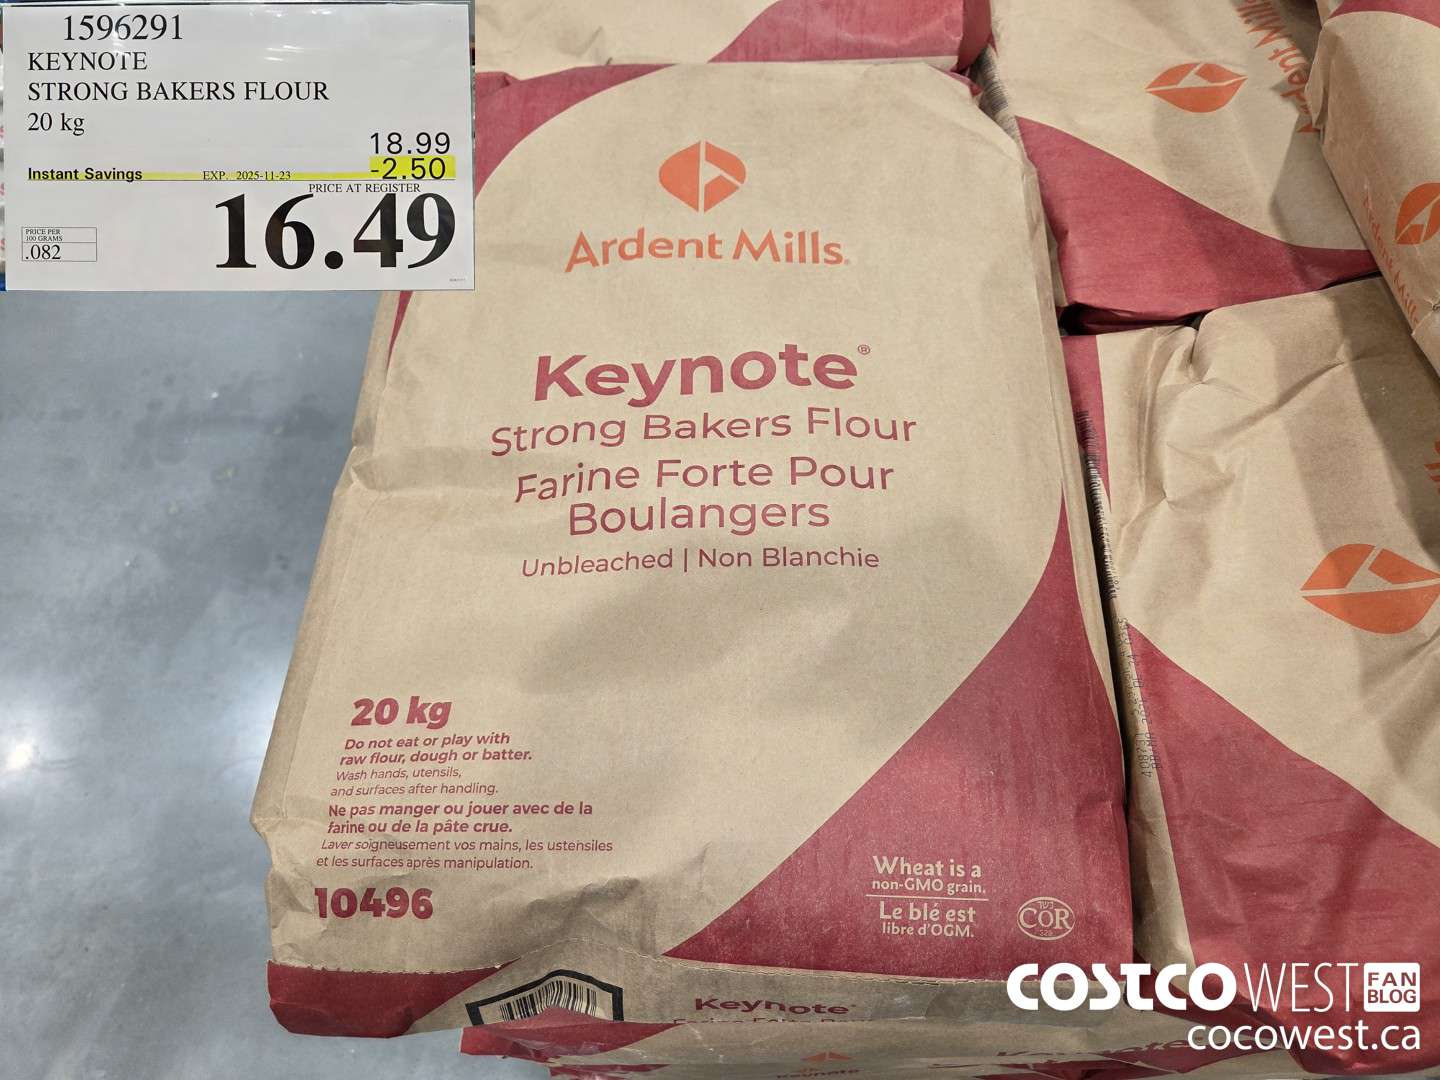 1596291
KEYNOTE
STRONG BAKERS FLOUR
20 kg
18.99
Instant Savings EXP. 2025-11-23 -2.50
PRICE AT REGISTER
16.49
PRICE PER
100 GRAMS
.082
Ardent Mills®
Keynote®
Strong Bakers Flour
Farine Forte Pour
Boulangers
Unbleached | Non Blanchie
20 kg
Do not eat or play with
raw flour, dough or batter.
Wash hands, utensils,
and surfaces after handling.
Ne pas manger ou jouer avec de la
farine ou de la pâte crue.
Laver soigneusement vos mains, les ustensiles
et les surfaces après manipulation.
10496
Wheat is a
non-GMO grain.
Le blé est
libre d'OGM.
כשר
COR
Keynote®
Ardent Mills
COSTCO WEST FAN
BLOG
cocowest.ca